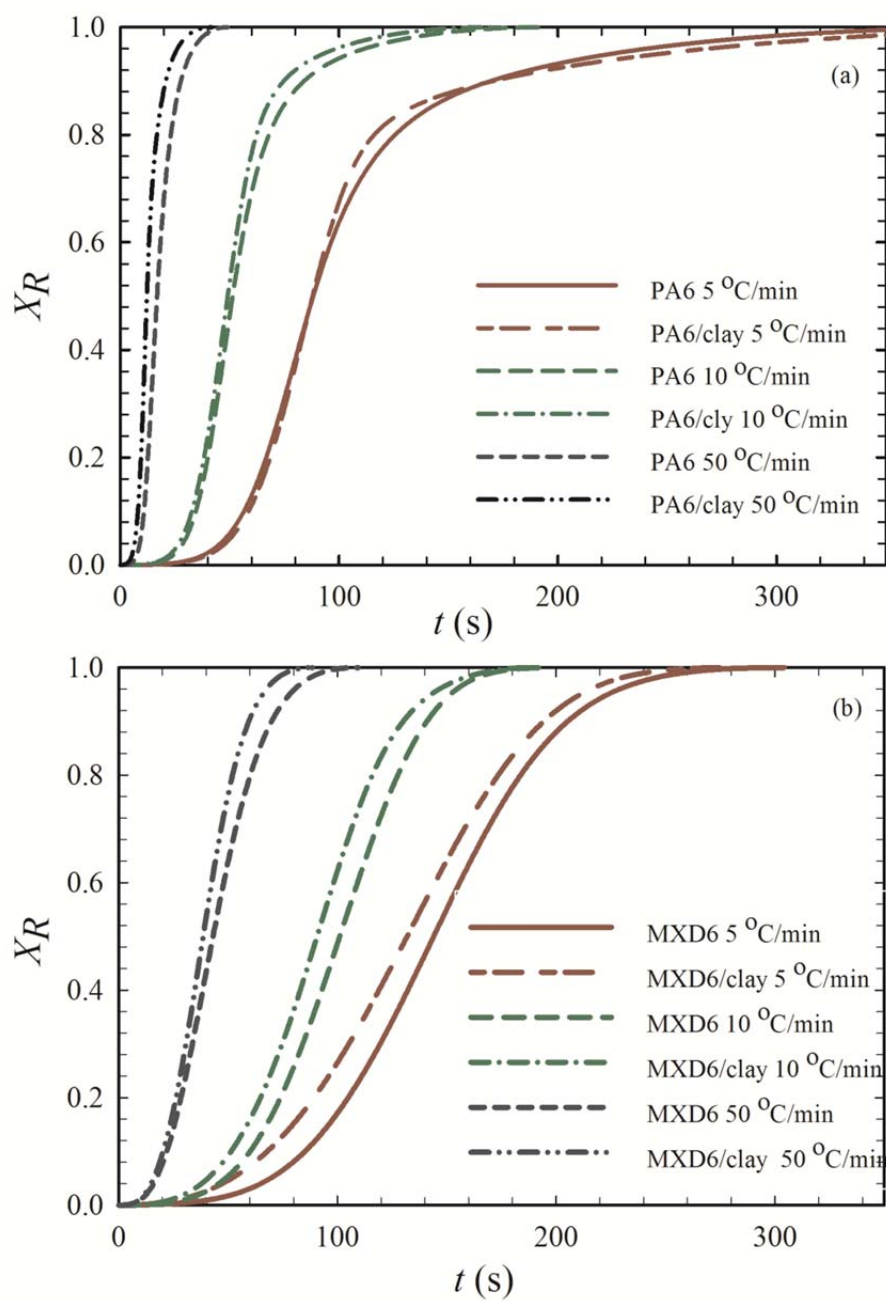 1.0
(a)
0.8
0.6
X_R
PA6 5 °C/min
0.4
PA6/clay 5 °C/min
PA6 10 °C/min
PA6/cly 10 °C/min
0.2
PA6 50 °C/min
PA6/clay 50 °C/min
0.0
0 100 200 300
t (s)
1.0
(b)
0.8
0.6
X_R
MXD6 5 °C/min
0.4
MXD6/clay 5 °C/min
MXD6 10 °C/min
MXD6/clay 10 °C/min
0.2
MXD6 50 °C/min
MXD6/clay 50 °C/min
0.0
0 100 200 300
t (s)